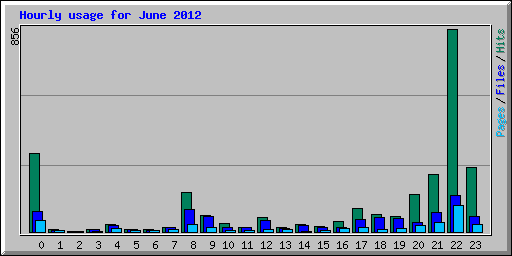 Hourly usage for June 2012
856
Pages / Files / Hits
0 1 2 3 4 5 6 7 8 9 10 11 12 13 14 15 16 17 18 19 20 21 22 23